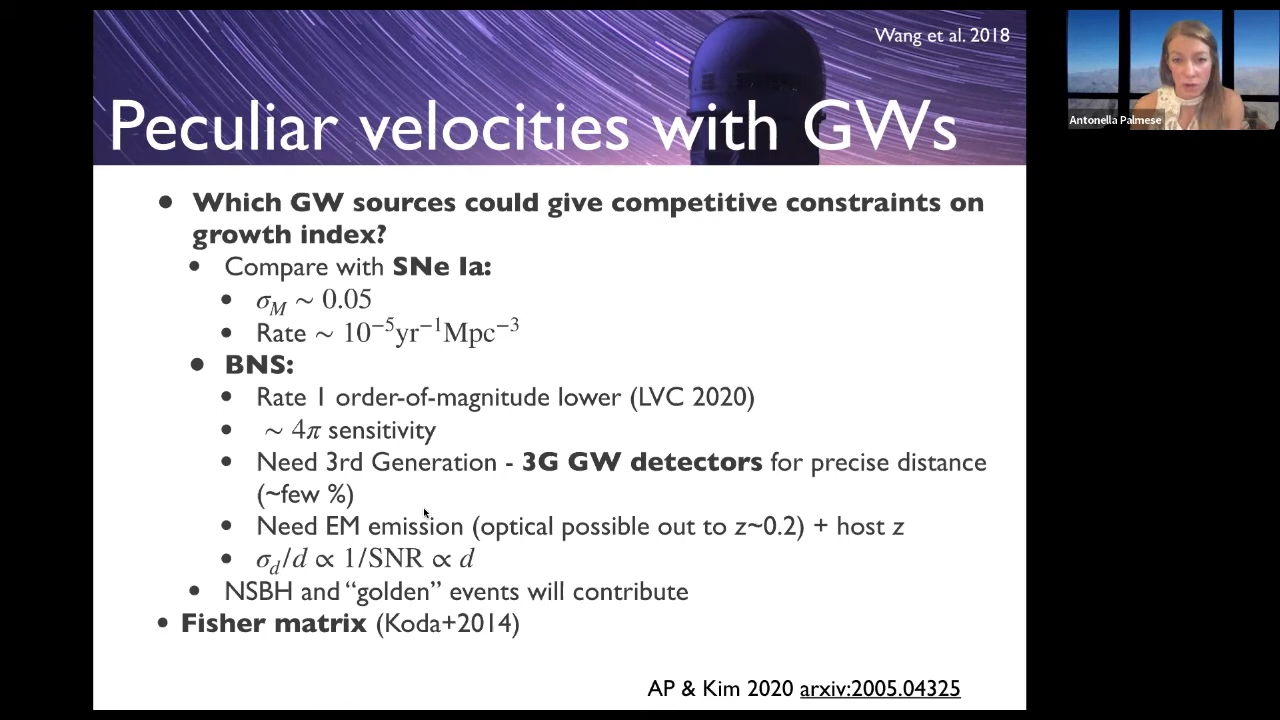 Wang et al. 2018
Peculiar velocities with GWs
• Which GW sources could give competitive constraints on
growth index?
• Compare with SNe Ia:
• σ_M ∼ 0.05
• Rate ∼ 10⁻⁵yr⁻¹Mpc⁻³
• BNS:
• Rate 1 order-of-magnitude lower (LVC 2020)
• ∼ 4π sensitivity
• Need 3rd Generation - 3G GW detectors for precise distance
(~few %)
• Need EM emission (optical possible out to z~0.2) + host z
• σ_d/d ∝ 1/SNR ∝ d
• NSBH and “golden” events will contribute
• Fisher matrix (Koda+2014)
AP & Kim 2020 arxiv:2005.04325
Antonella Palmese